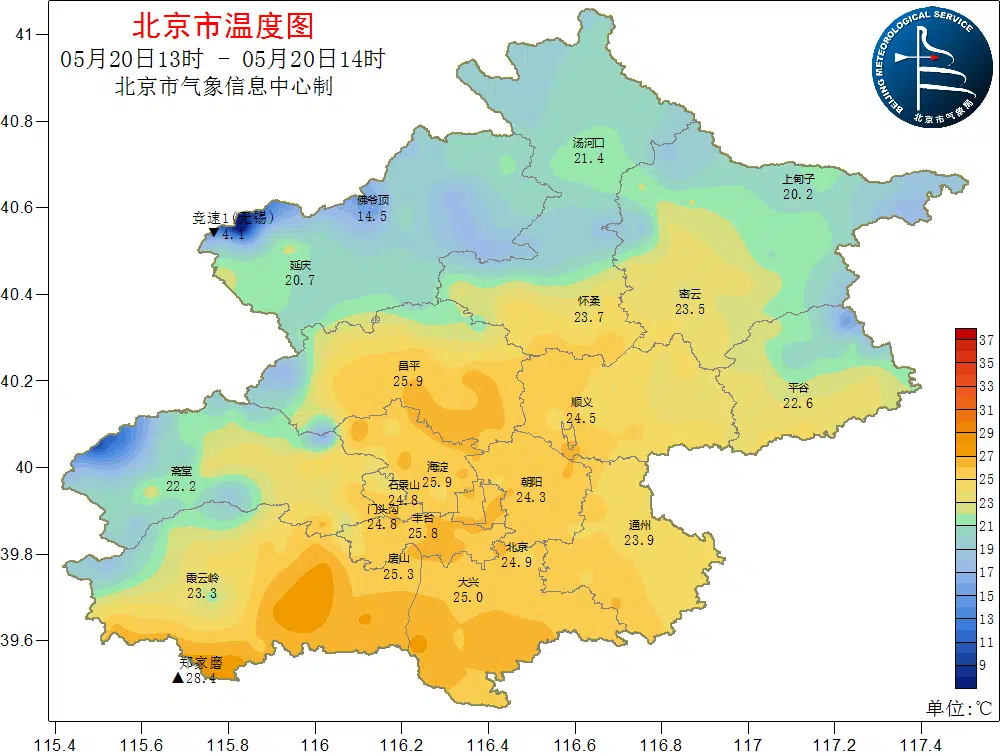 北京市温度图
05月20日13时 - 05月20日14时
北京市气象信息中心制
BEIJING METEOROLOGICAL SERVICE
北京市气象局
41
40.8
40.6
40.4
40.2
40
39.8
39.6
汤河口
21.4
上甸子
20.2
佛爷顶
14.5
竞速1(无锡)
4.1
延庆
20.7
怀柔
23.7
密云
23.5
昌平
25.9
平谷
22.6
顺义
24.5
海淀
25.9
斋堂
22.2
石景山
24.8
朝阳
24.3
门头沟
24.8
丰台
25.8
通州
23.9
北京
24.9
房山
25.3
霞云岭
23.3
大兴
25.0
郑家磨
28.4
37
35
33
31
29
27
25
23
21
19
17
15
13
11
9
单位:℃
115.4
115.6
115.8
116
116.2
116.4
116.6
116.8
117
117.2
117.4